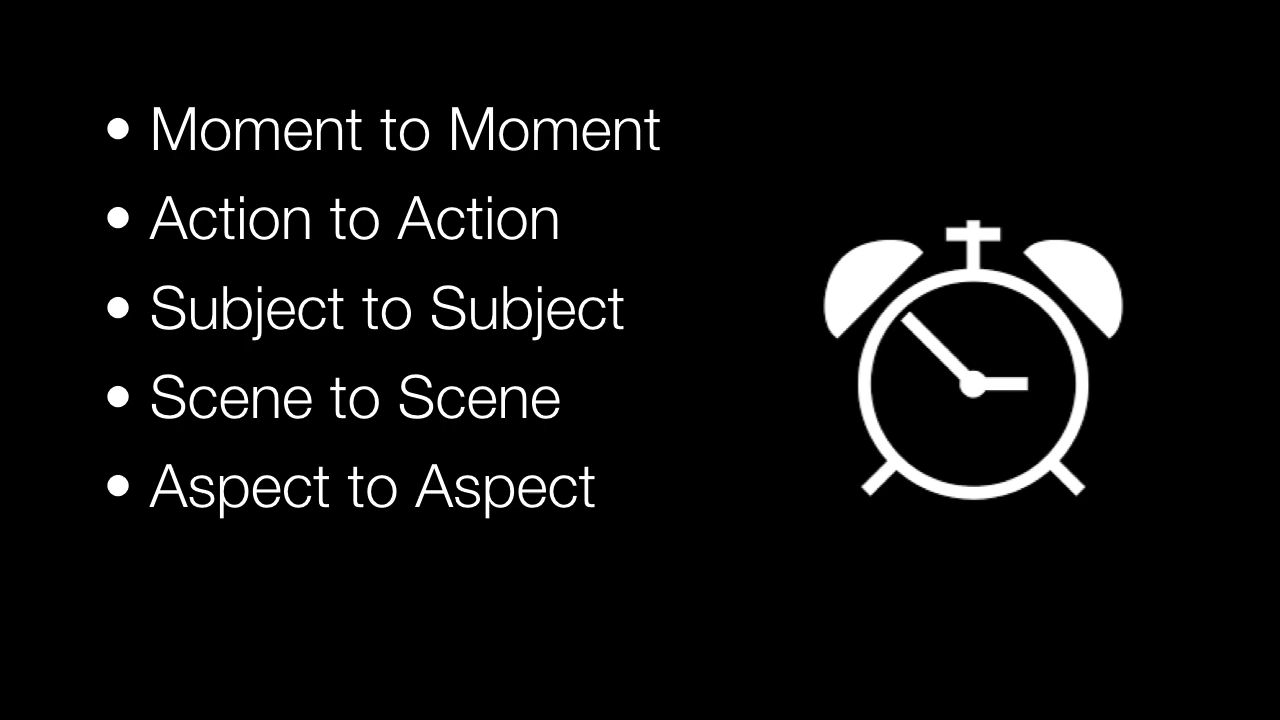 • Moment to Moment
• Action to Action
• Subject to Subject
• Scene to Scene
• Aspect to Aspect